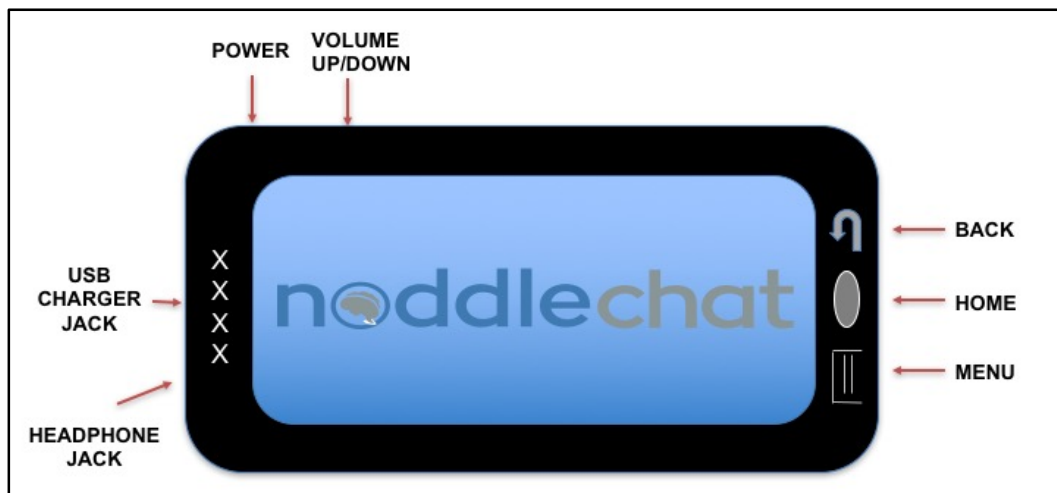 POWER
VOLUME
UP/DOWN
USB
CHARGER
JACK
HEADPHONE
JACK
X
X
X
X
noddlechat
BACK
HOME
MENU